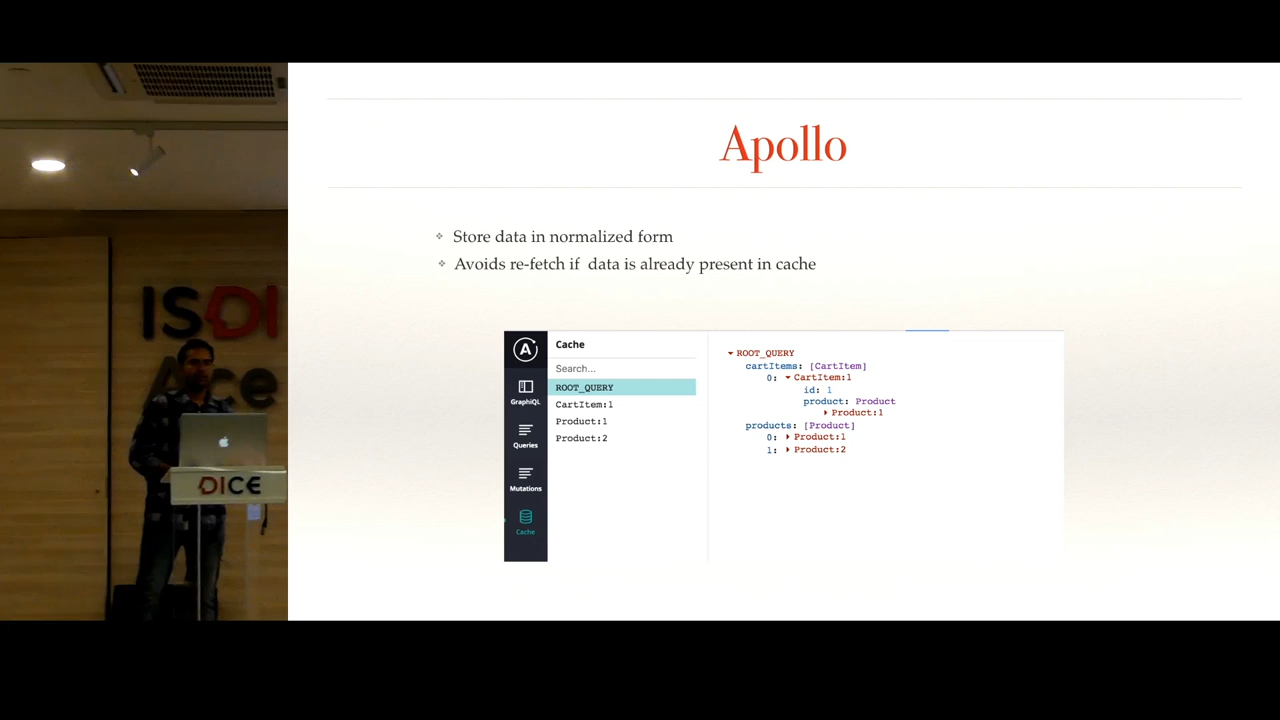 Apollo
Store data in normalized form
Avoids re-fetch if  data is already present in cache
Cache
Search...
ROOT_QUERY
CartItem:1
Product:1
Product:2
GraphiQL
Queries
Mutations
Cache
ROOT_QUERY
cartItems: [CartItem]
0: CartItem:1
id: 1
product: Product
Product:1
products: [Product]
0: Product:1
1: Product:2
ISDI
Ace
DICE